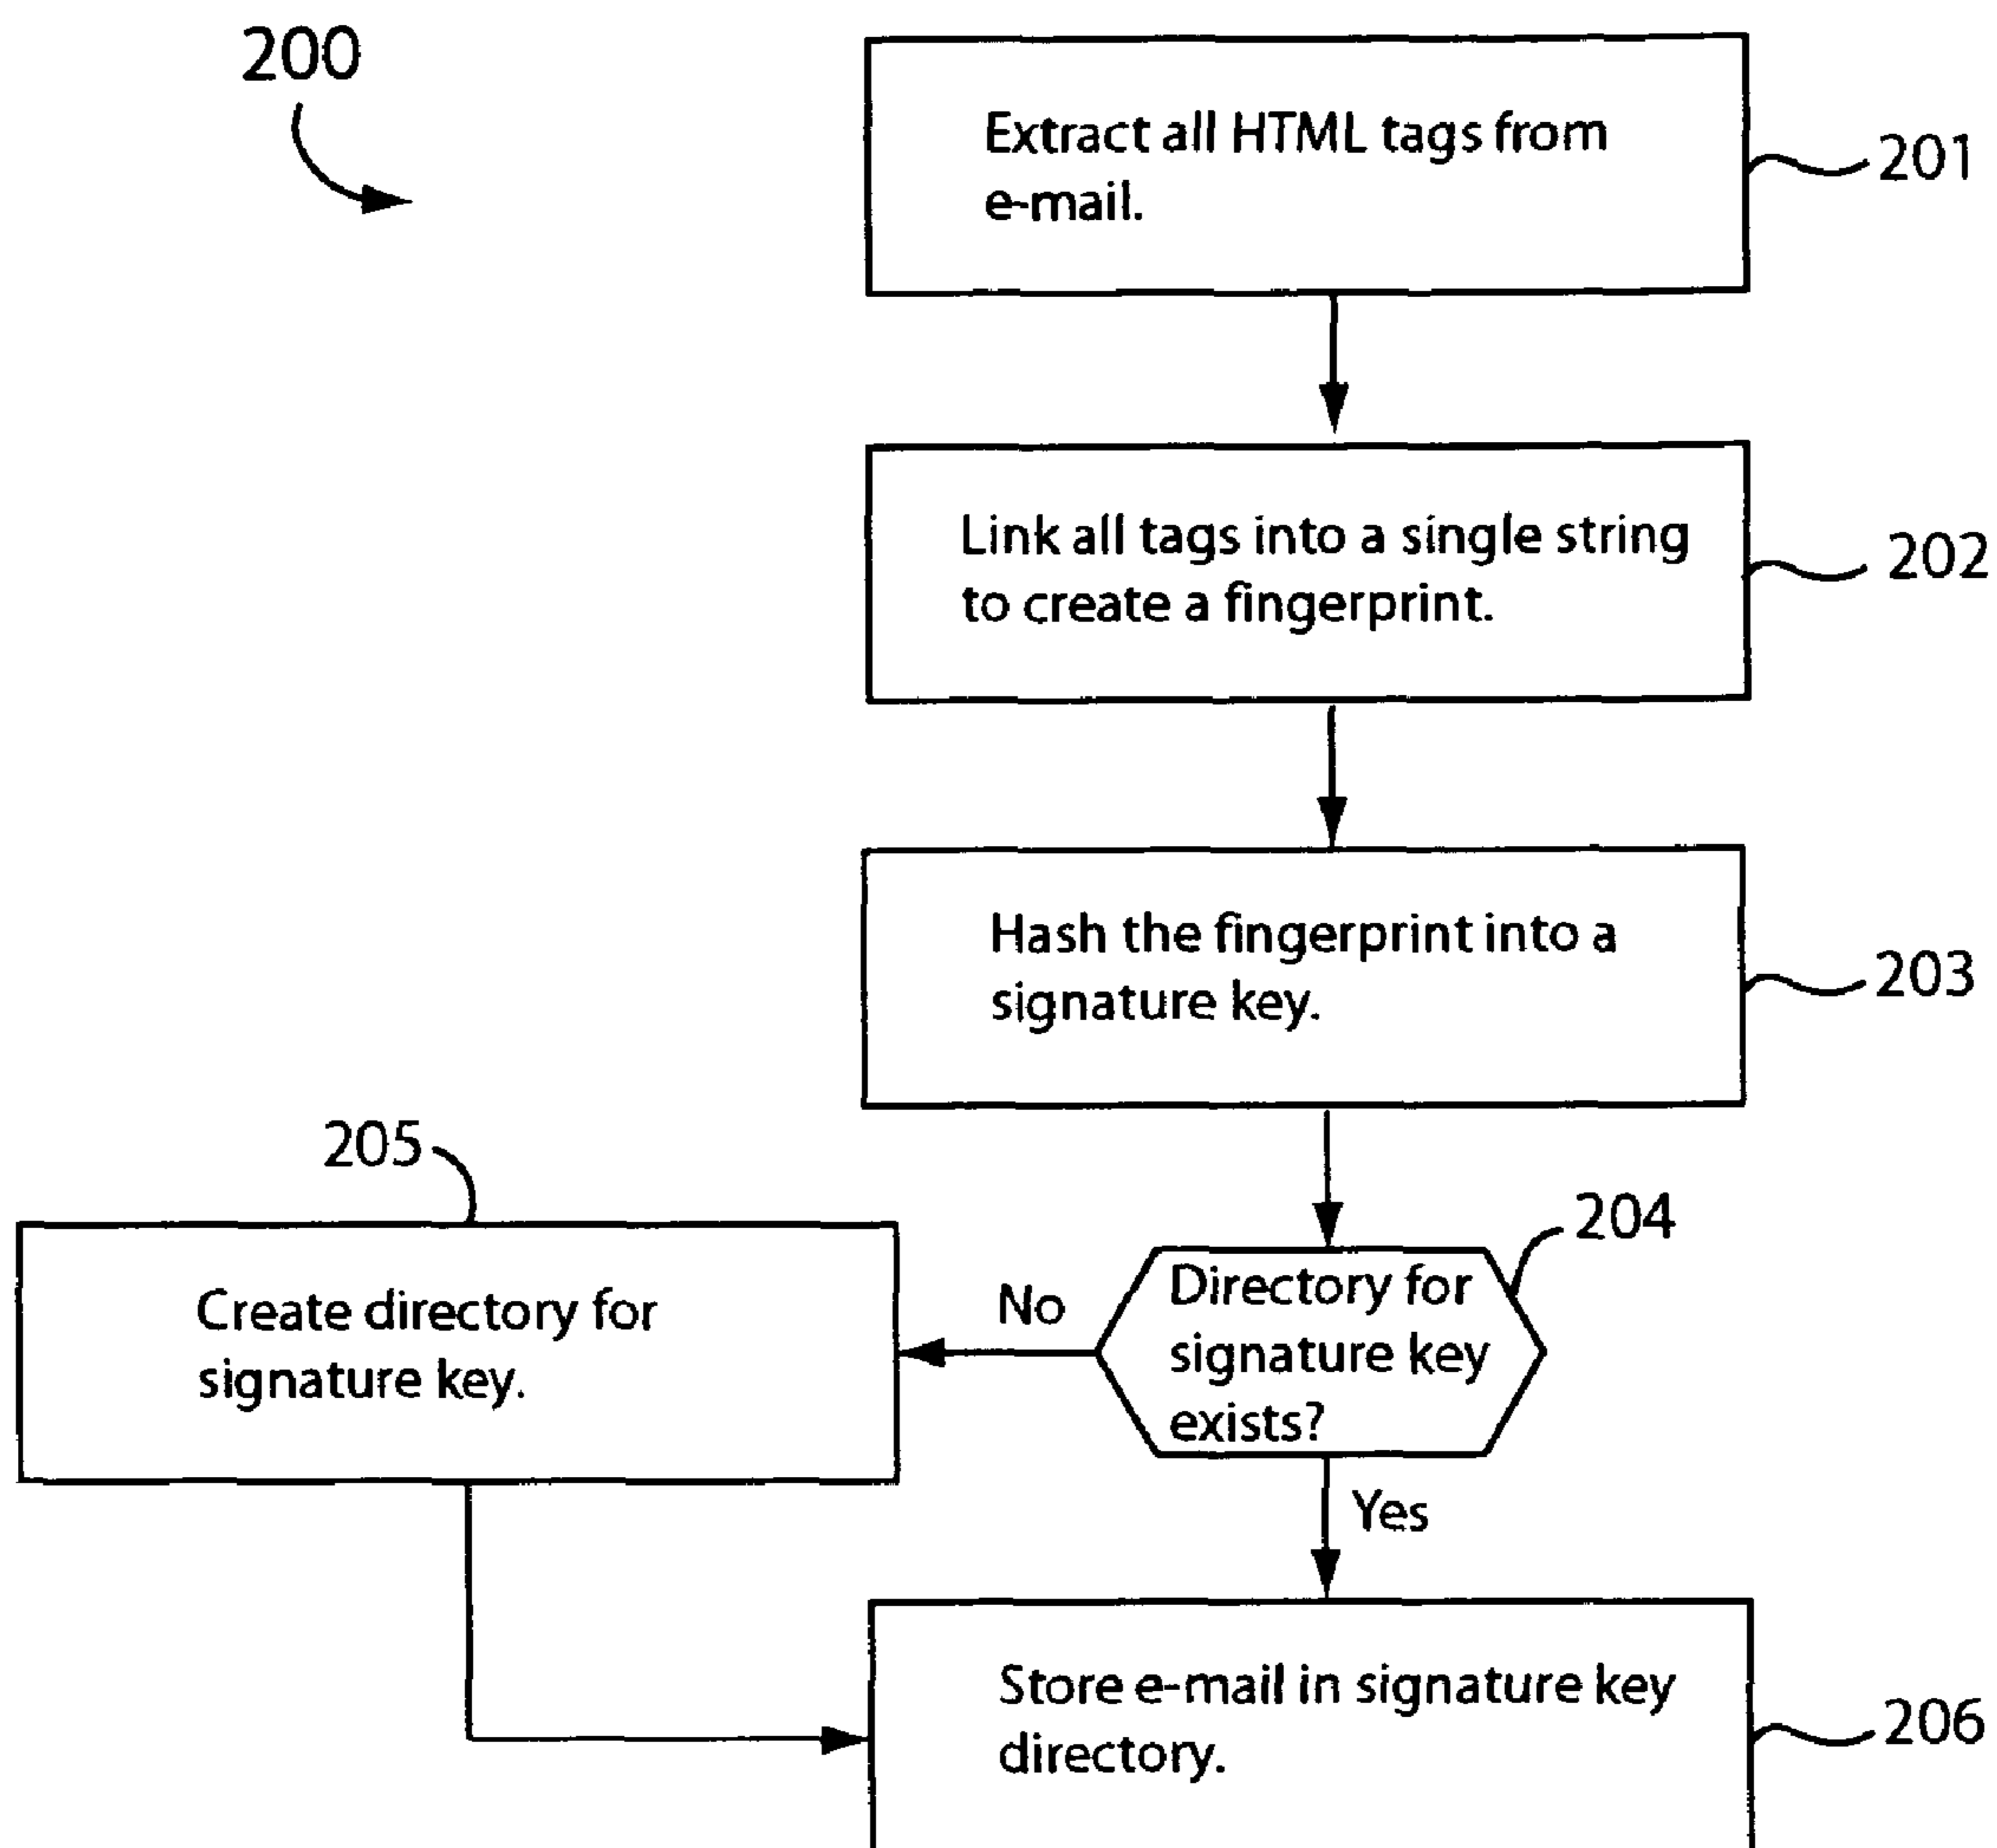 200
Extract all HTML tags from
e-mail.
201
Link all tags into a single string
to create a fingerprint.
202
Hash the fingerprint into a
signature key.
203
205
204
Create directory for
signature key.
No
Directory for
signature key
exists?
Yes
Store e-mail in signature key
directory.
206